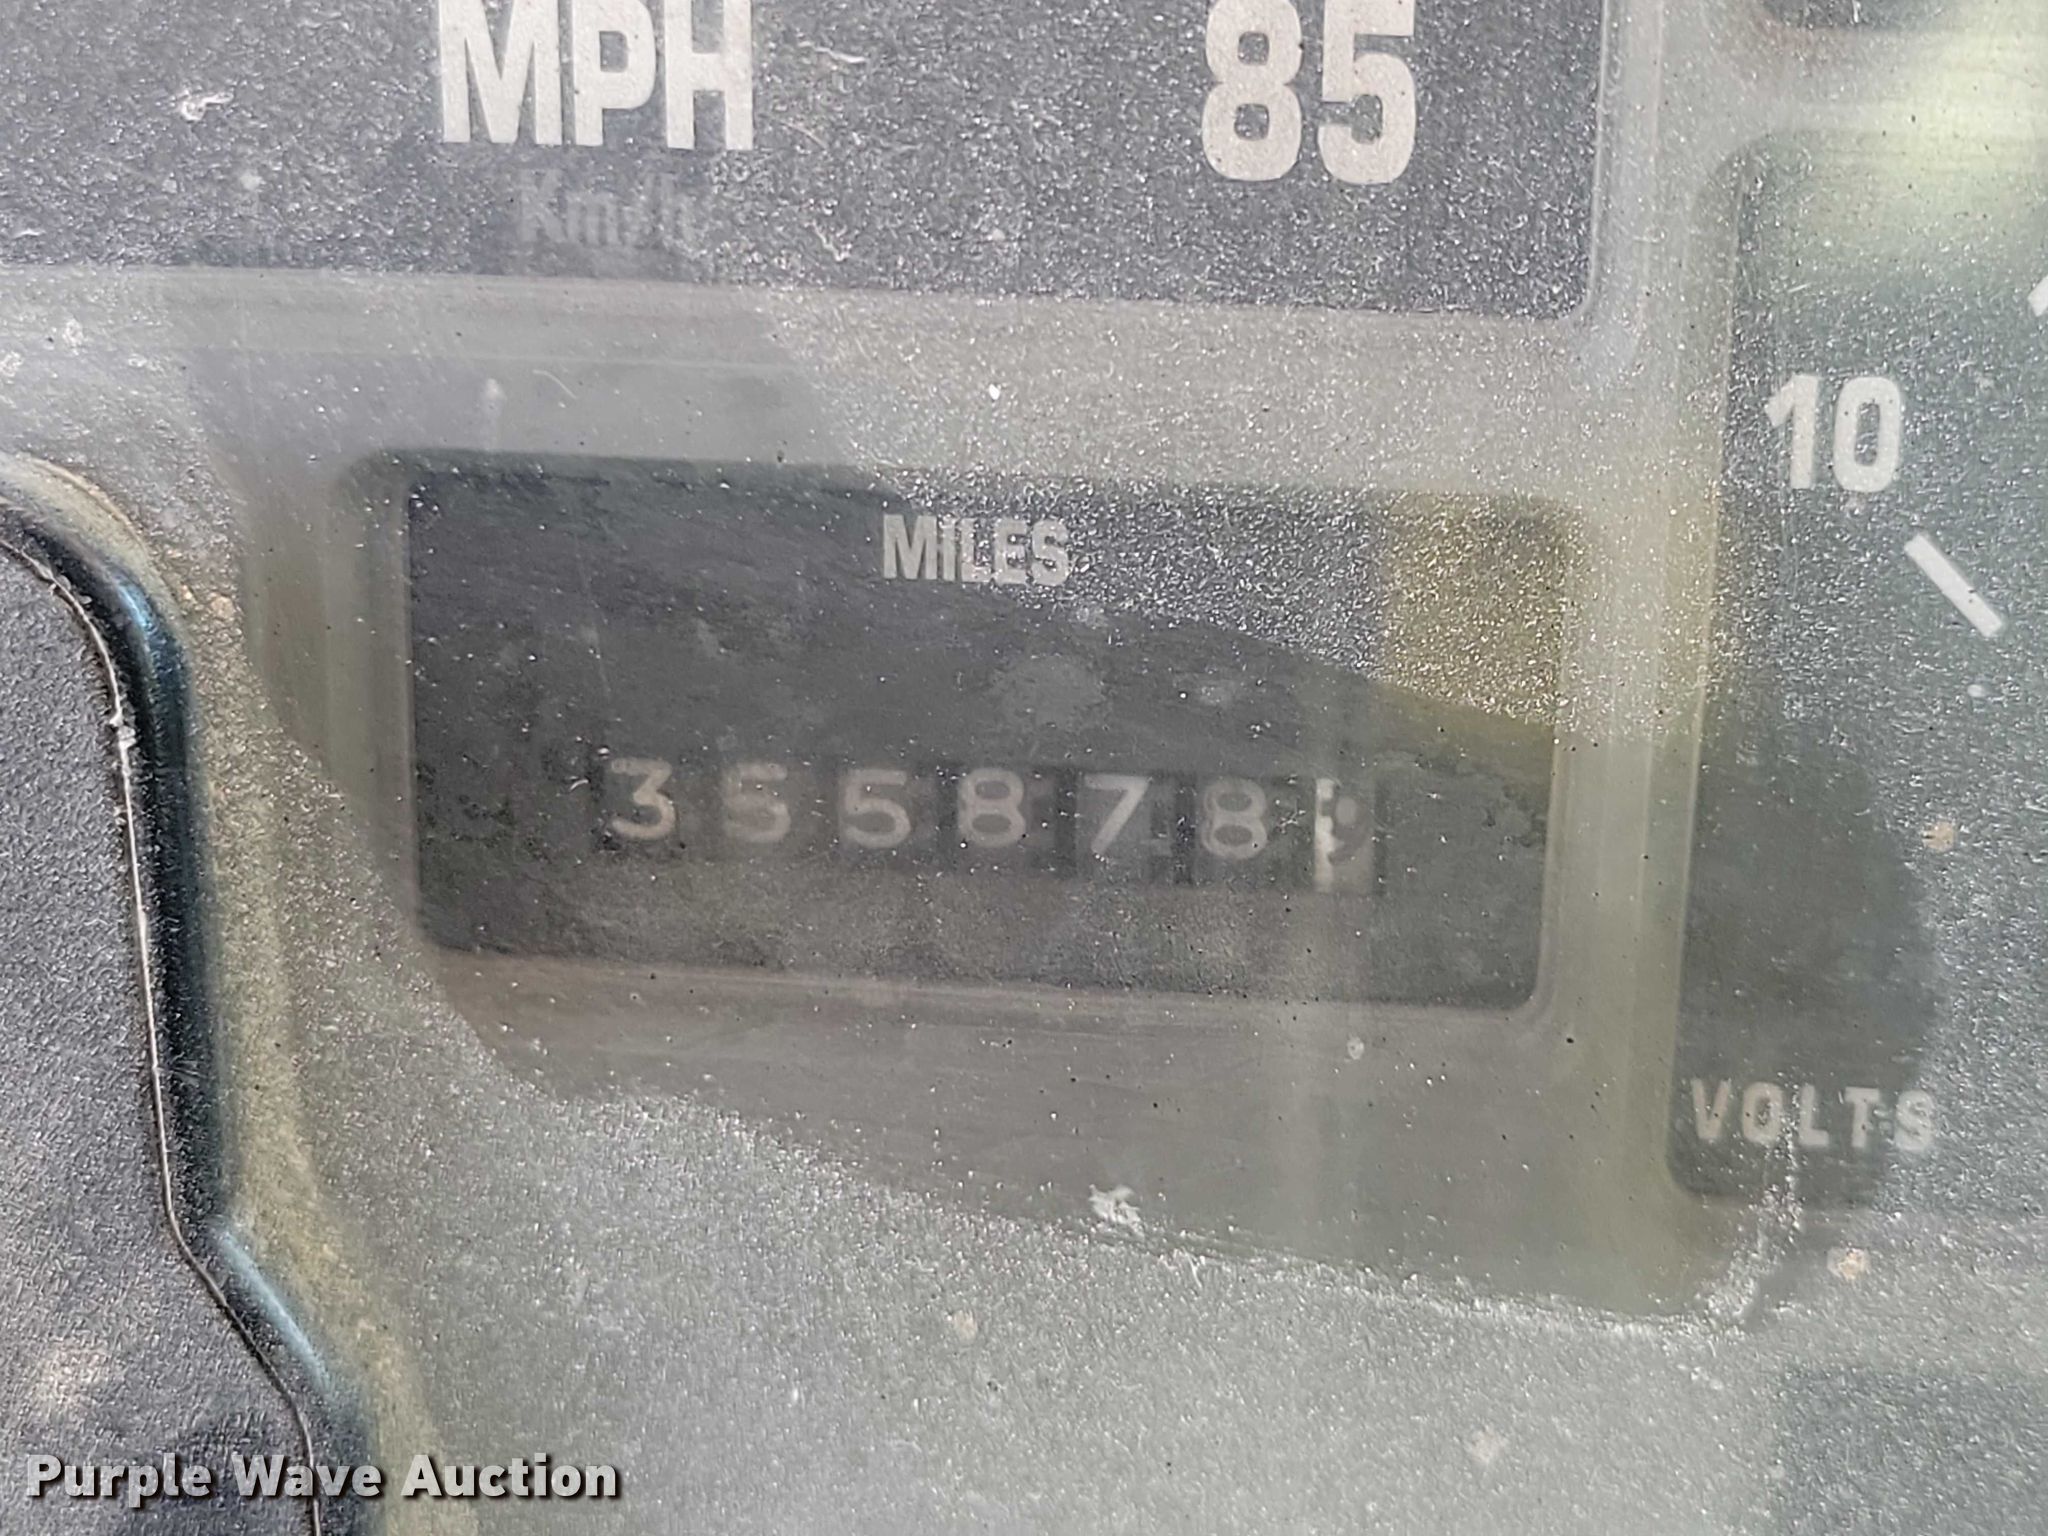 MPH 85
Km/h
10
MILES
355878
VOLTS
Purple Wave Auction